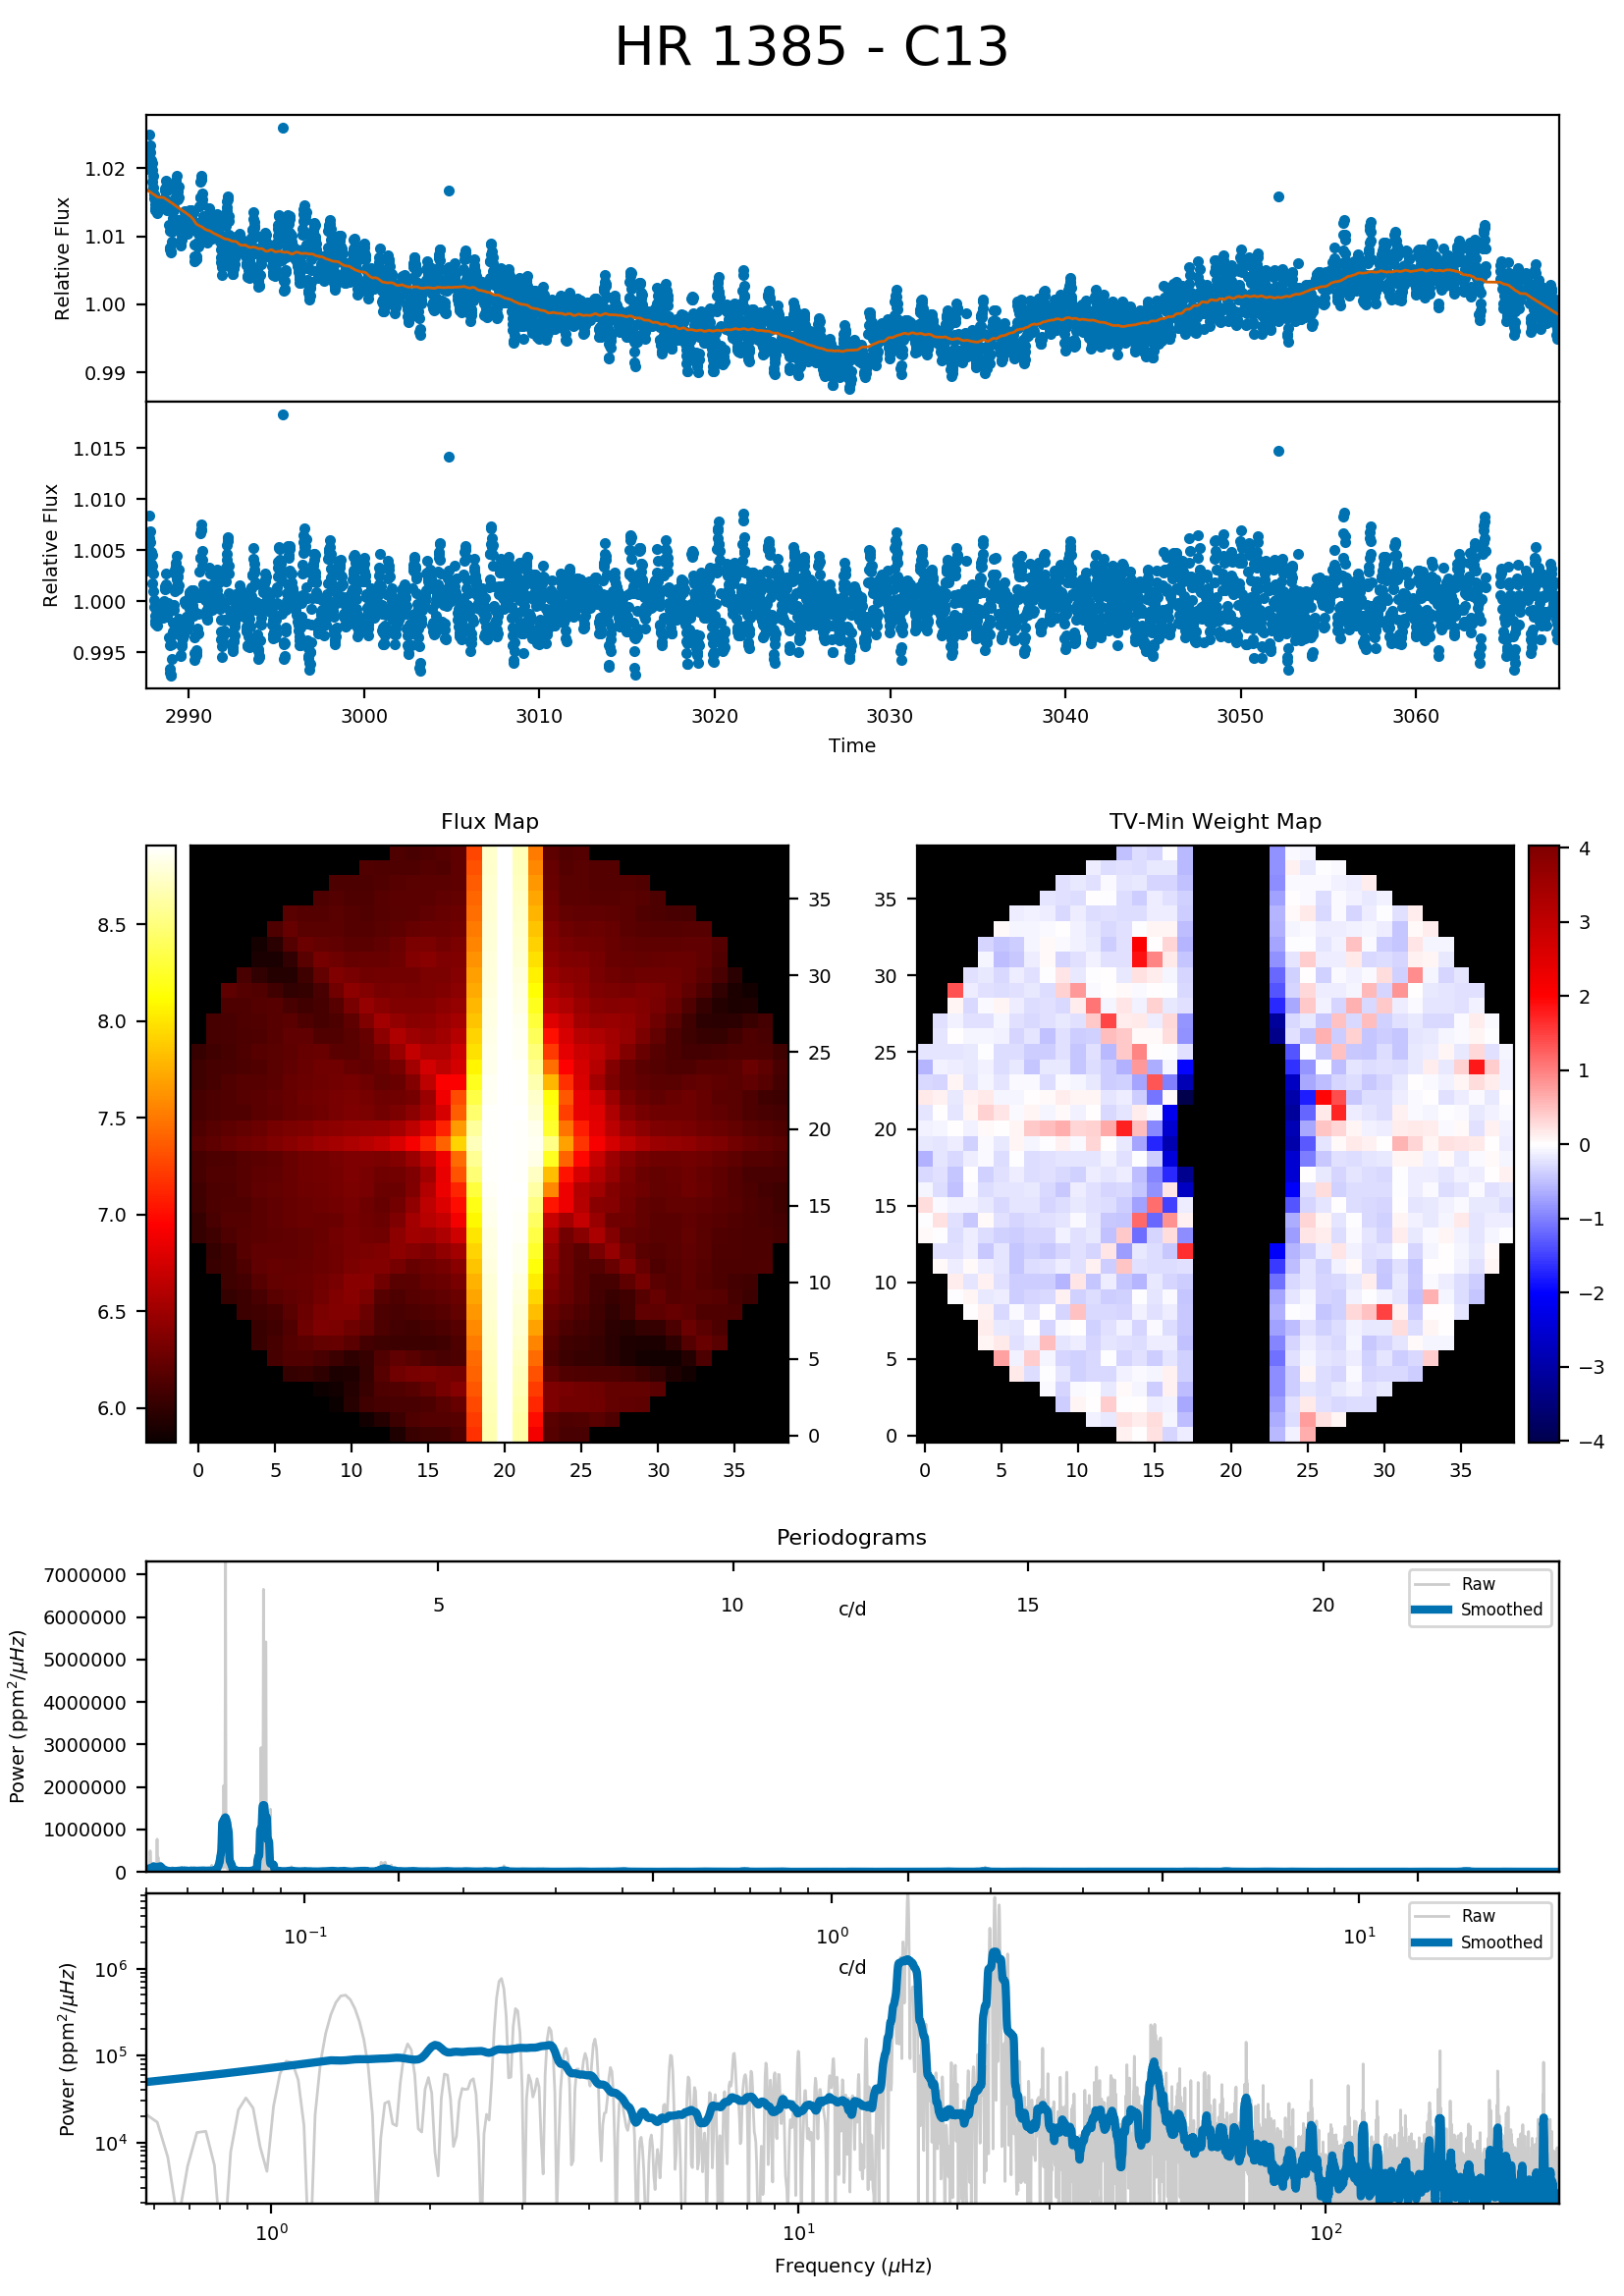 HR 1385 - C13
Relative Flux
1.02
1.01
1.00
0.99
Relative Flux
1.015
1.010
1.005
1.000
0.995
2990 3000 3010 3020 3030 3040 3050 3060
Time
Flux Map
8.5
8.0
7.5
7.0
6.5
6.0
35
30
25
20
15
10
5
0
0 5 10 15 20 25 30 35
TV-Min Weight Map
35
30
25
20
15
10
5
0
0 5 10 15 20 25 30 35
4
3
2
1
0
−1
−2
−3
−4
Periodograms
Power (ppm²/μHz)
7000000
6000000
5000000
4000000
3000000
2000000
1000000
0
5 10 15 20
c/d
Raw
Smoothed
Power (ppm²/μHz)
10⁶
10⁵
10⁴
10⁻¹ 10⁰ 10¹
c/d
Raw
Smoothed
10⁰ 10¹ 10²
Frequency (μHz)